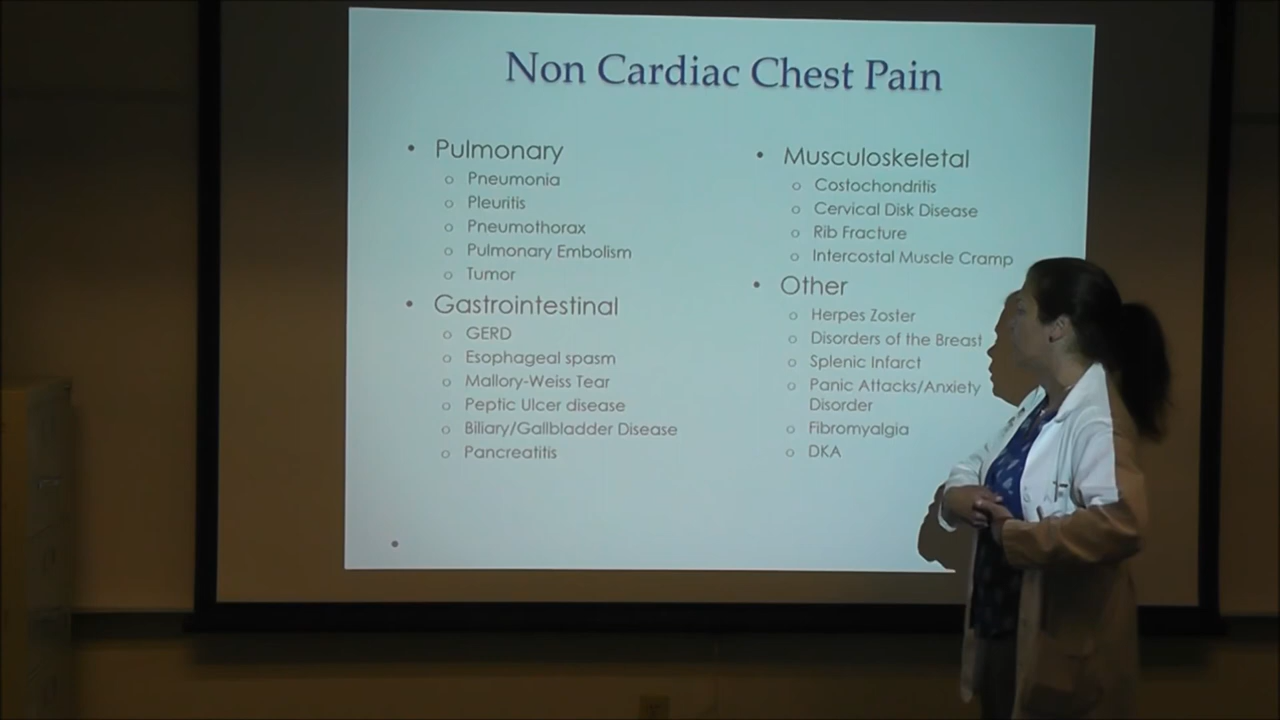 Non Cardiac Chest Pain
• Pulmonary
o Pneumonia
o Pleuritis
o Pneumothorax
o Pulmonary Embolism
o Tumor
• Gastrointestinal
o GERD
o Esophageal spasm
o Mallory-Weiss Tear
o Peptic Ulcer disease
o Biliary/Gallbladder Disease
o Pancreatitis
• Musculoskeletal
o Costochondritis
o Cervical Disk Disease
o Rib Fracture
o Intercostal Muscle Cramp
• Other
o Herpes Zoster
o Disorders of the Breast
o Splenic Infarct
o Panic Attacks/Anxiety
Disorder
o Fibromyalgia
o DKA
•